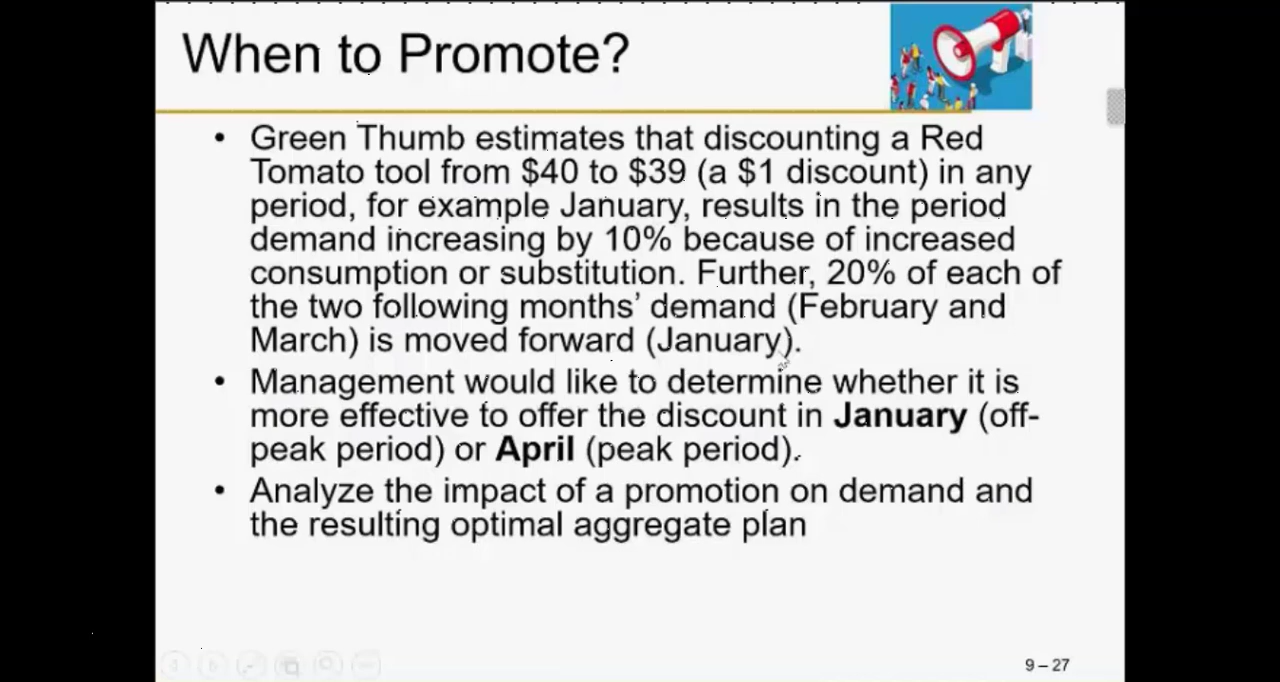 When to Promote?
• Green Thumb estimates that discounting a Red
Tomato tool from $40 to $39 (a $1 discount) in any
period, for example January, results in the period
demand increasing by 10% because of increased
consumption or substitution. Further, 20% of each of
the two following months’ demand (February and
March) is moved forward (January).
• Management would like to determine whether it is
more effective to offer the discount in January (off-
peak period) or April (peak period).
• Analyze the impact of a promotion on demand and
the resulting optimal aggregate plan
9 – 27